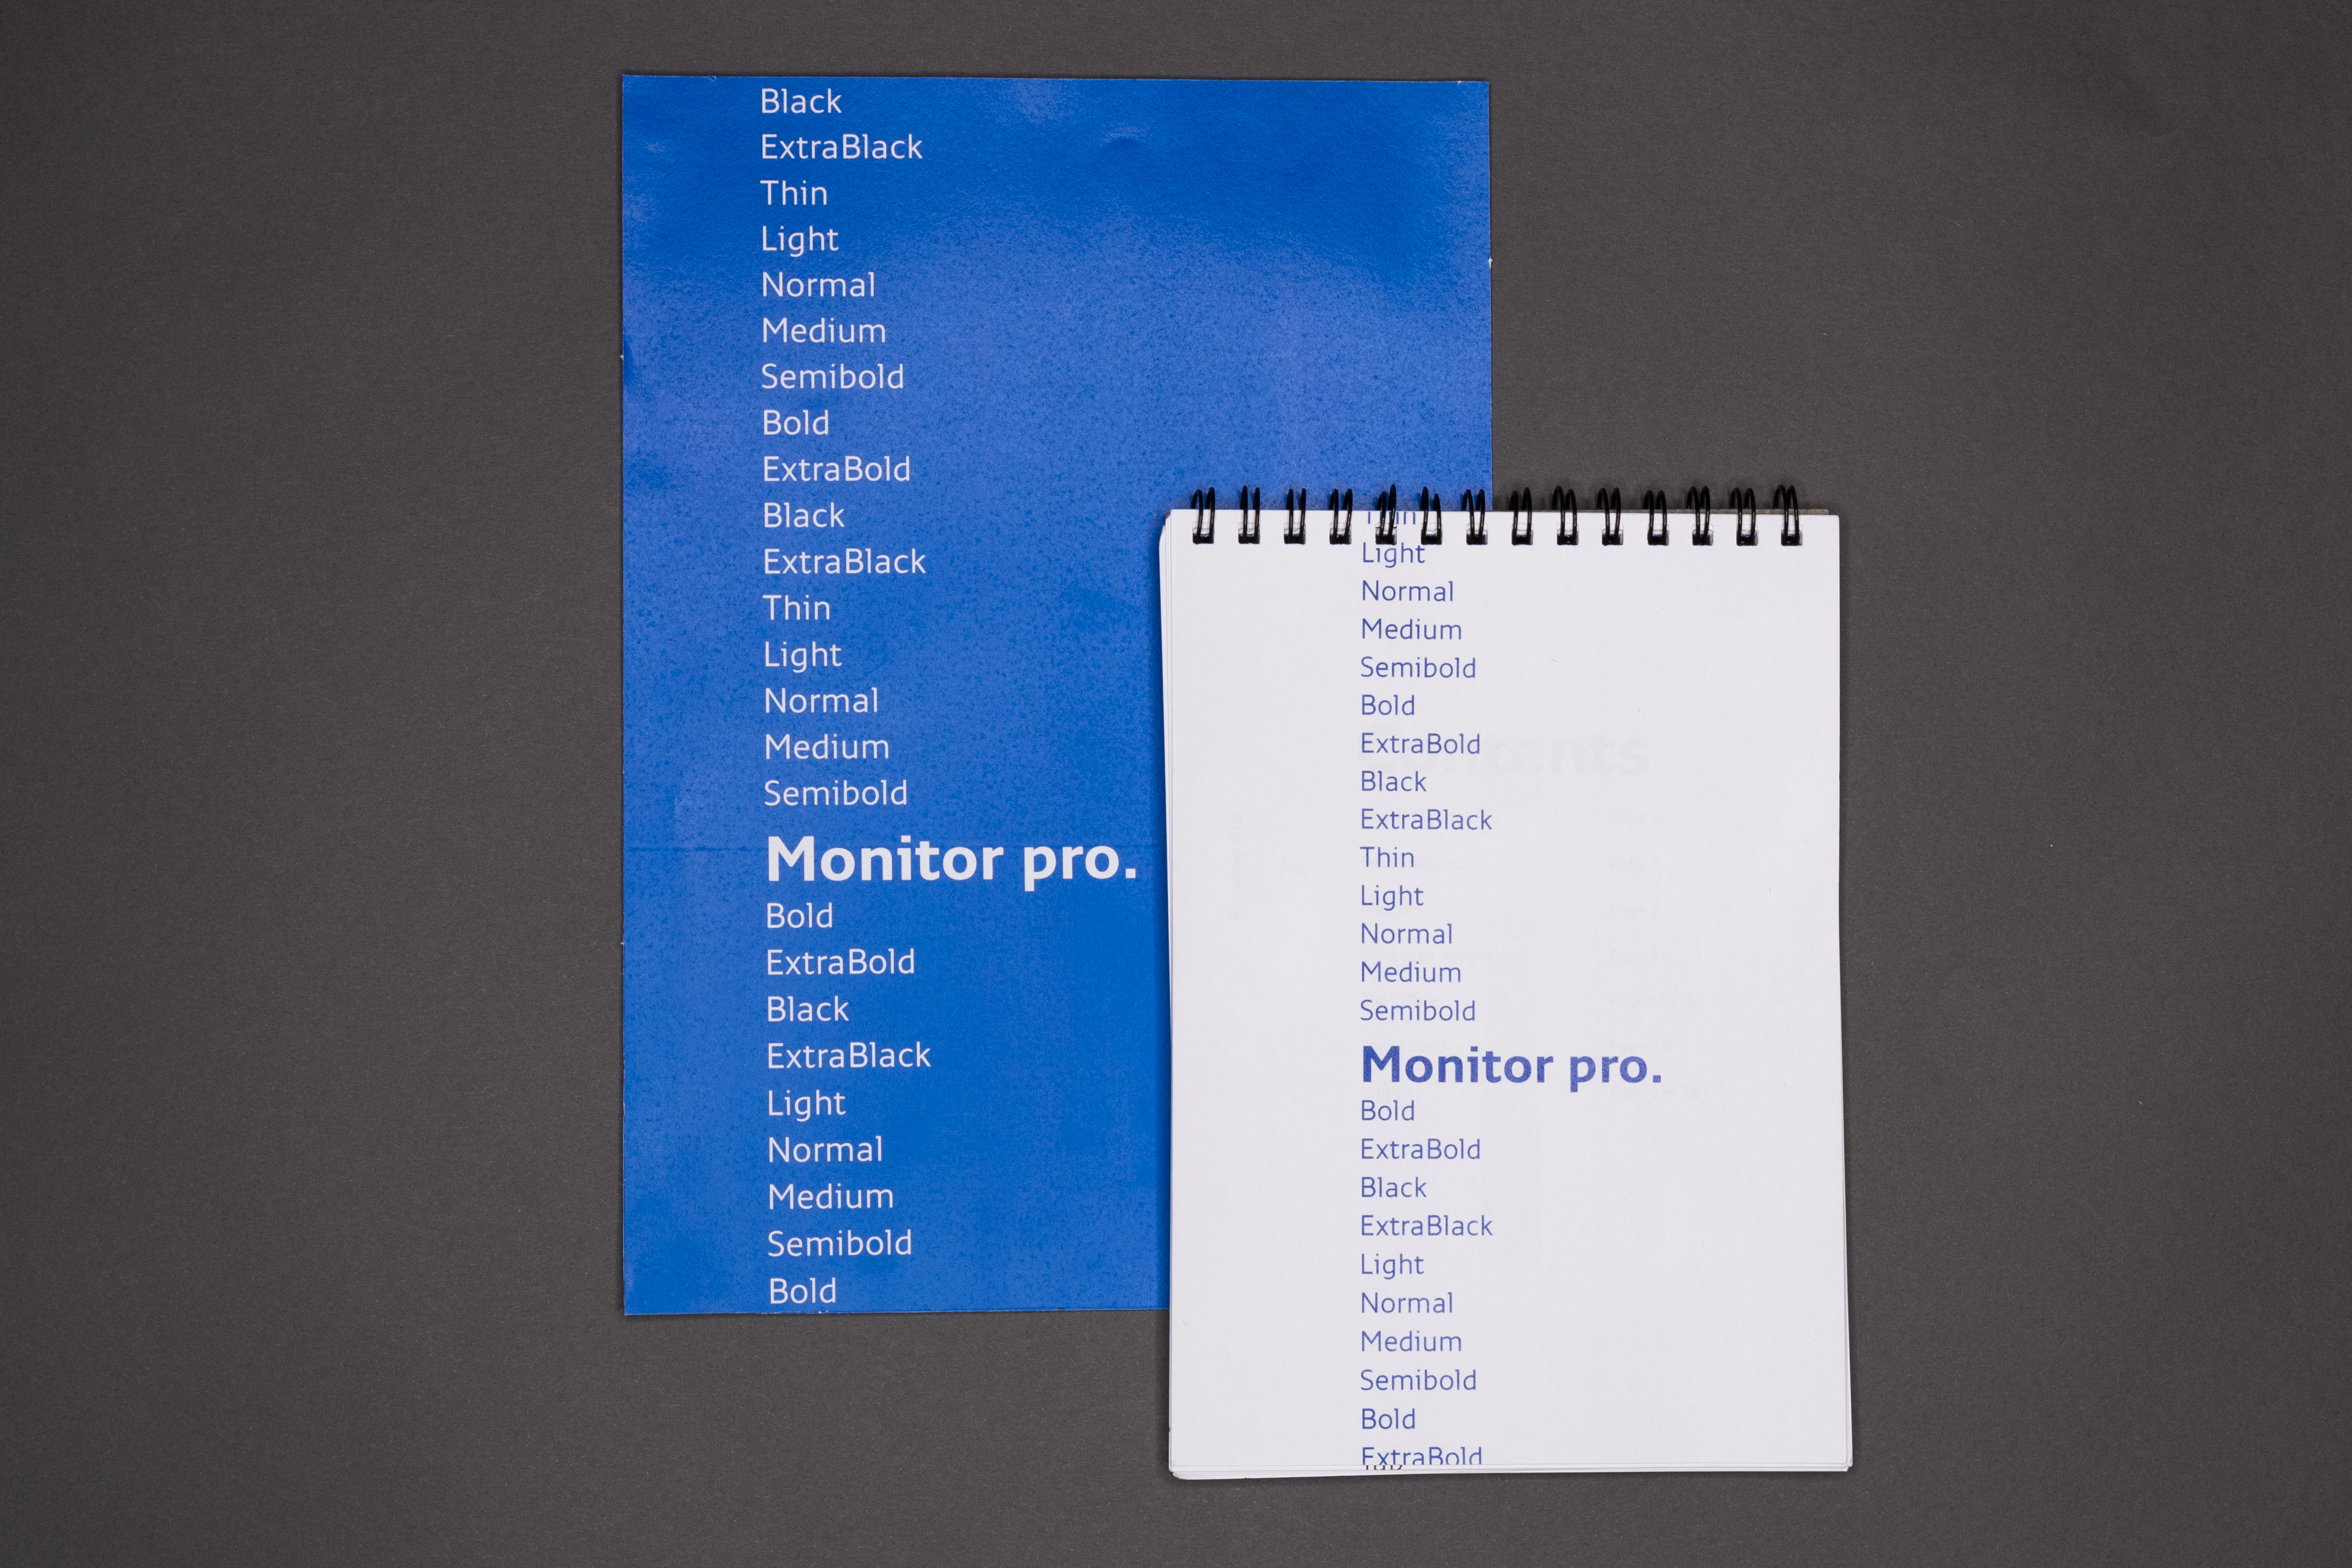 Black
ExtraBlack
Thin
Light
Normal
Medium
Semibold
Bold
ExtraBold
Black
ExtraBlack
Thin
Light
Normal
Medium
Semibold
Monitor pro.
Bold
ExtraBold
Black
ExtraBlack
Light
Normal
Medium
Semibold
Bold
Thin
Light
Normal
Medium
Semibold
Bold
ExtraBold
Black
ExtraBlack
Thin
Light
Normal
Medium
Semibold
Monitor pro.
Bold
ExtraBold
Black
ExtraBlack
Light
Normal
Medium
Semibold
Bold
ExtraBold